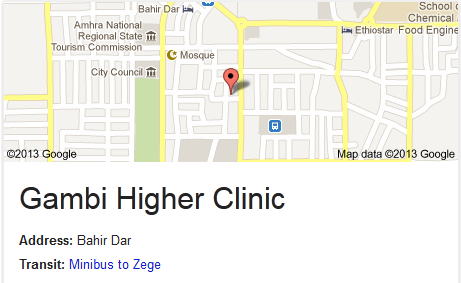 Bahir Dar
School o
Chemical
Food Engine
Amhra National
Regional State
Tourism Commission
Ethiostar
Mosque
City Council
©2013 Google
Map data ©2013 Google
Gambi Higher Clinic
Address: Bahir Dar
Transit: Minibus to Zege